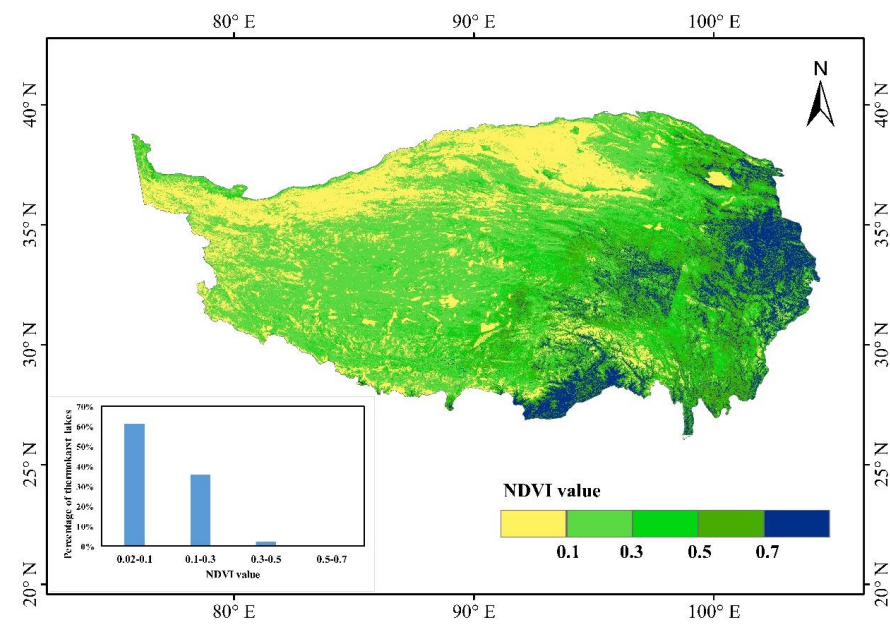 80° E 90° E 100° E
N
40° N 40° N
35° N 35° N
30° N 30° N
25° N 25° N
20° N 20° N
70%
60%
50%
40%
30%
20%
10%
0%
Percentage of thermokarst lakes
0.02-0.1 0.1-0.3 0.3-0.5 0.5-0.7
NDVI value
NDVI value
0.1 0.3 0.5 0.7
80° E 90° E 100° E